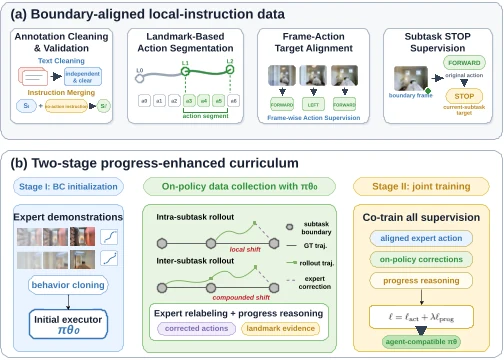 (a) Boundary-aligned local-instruction data
Annotation Cleaning
& Validation
Text Cleaning
independent
& clear
Instruction Merging
Landmark-Based
Action Segmentation
L0
L1
L2
a0 a1 a2 a3 a4 a5 a6
action segment
Frame-Action
Target Alignment
FORWARD LEFT FORWARD
Frame-wise Action Supervision
Subtask STOP
Supervision
FORWARD
original action
boundary frame
STOP
current-subtask
target
(b) Two-stage progress-enhanced curriculum
Stage I: BC initialization
Expert demonstrations
behavior cloning
Initial executor
πθ₀
On-policy data collection with πθ₀
Intra-subtask rollout
local shift
Inter-subtask rollout
compounded shift
subtask
boundary
GT traj.
rollout traj.
expert
correction
Expert relabeling + progress reasoning
corrected actions landmark evidence
Stage II: joint training
Co-train all supervision
aligned expert action
on-policy corrections
progress reasoning
ℓ = ℓact + λℓprog
agent-compatible πθ